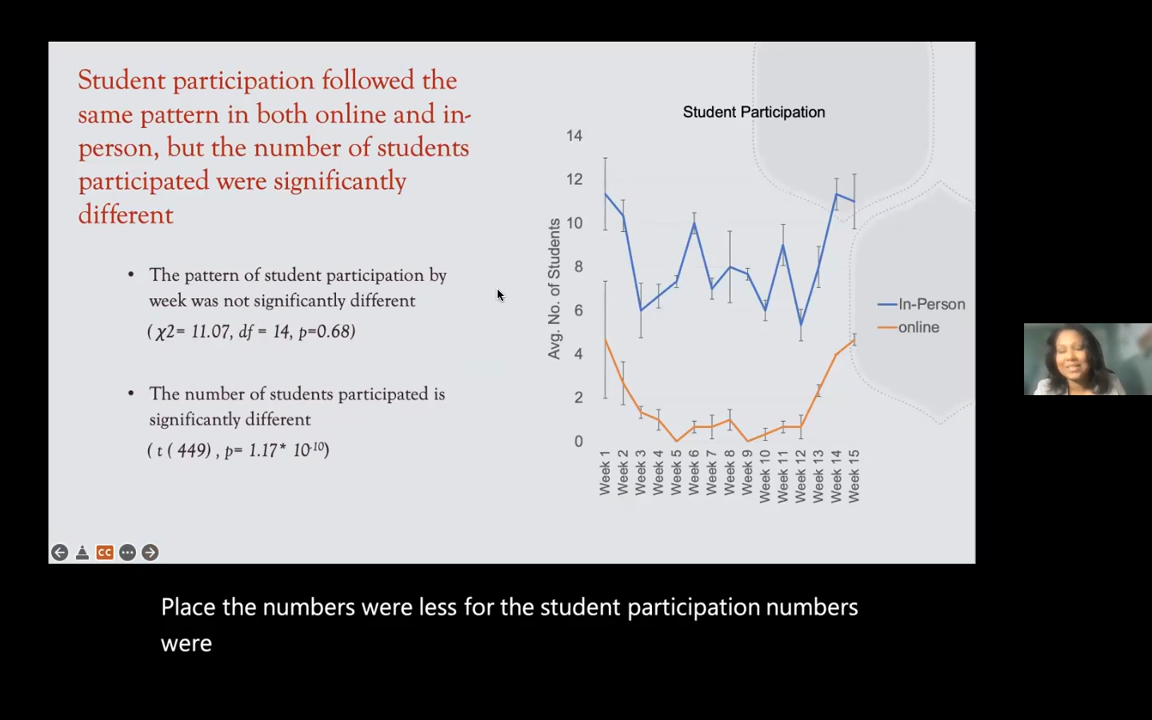 Student participation followed the
same pattern in both online and in-
person, but the number of students
participated were significantly
different
• The pattern of student participation by
week was not significantly different
( χ2= 11.07, df = 14, p=0.68)
• The number of students participated is
significantly different
( t ( 449) , p= 1.17* 10-10)
Student Participation
14
12
10
8
6
4
2
0
Avg. No. of Students
Week 1
Week 2
Week 3
Week 4
Week 5
Week 6
Week 7
Week 8
Week 9
Week 10
Week 11
Week 12
Week 13
Week 14
Week 15
In-Person
online
CC
Place the numbers were less for the student participation numbers
were